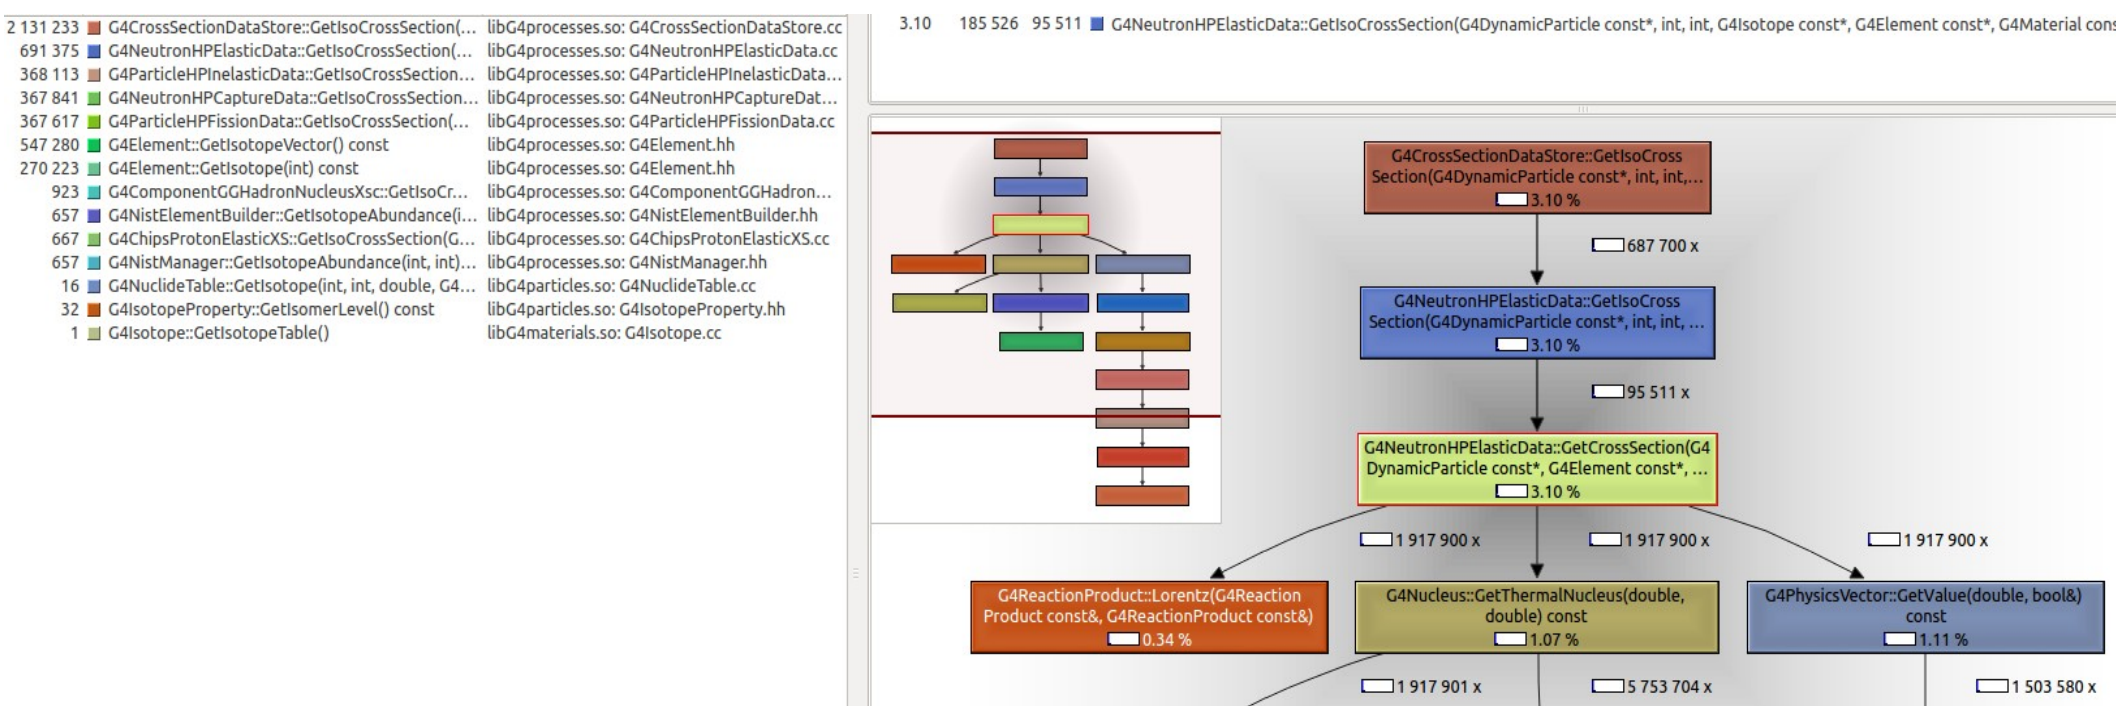 2 131 233 G4CrossSectionDataStore::GetIsoCrossSection(... libG4processes.so: G4CrossSectionDataStore.cc
691 375 G4NeutronHPElasticData::GetIsoCrossSection(... libG4processes.so: G4NeutronHPElasticData.cc
368 113 G4ParticleHPInelasticData::GetIsoCrossSection... libG4processes.so: G4ParticleHPInelasticData...
367 841 G4NeutronHPCaptureData::GetIsoCrossSection... libG4processes.so: G4NeutronHPCaptureDat...
367 617 G4ParticleHPFissionData::GetIsoCrossSection(... libG4processes.so: G4ParticleHPFissionData.cc
547 280 G4Element::GetIsotopeVector() const libG4processes.so: G4Element.hh
270 223 G4Element::GetIsotope(int) const libG4processes.so: G4Element.hh
923 G4ComponentGGHadronNucleusXsc::GetIsoCr... libG4processes.so: G4ComponentGGHadron...
657 G4NistElementBuilder::GetIsotopeAbundance(i... libG4processes.so: G4NistElementBuilder.hh
667 G4ChipsProtonElasticXS::GetIsoCrossSection(G... libG4processes.so: G4ChipsProtonElasticXS.cc
657 G4NistManager::GetIsotopeAbundance(int, int)... libG4processes.so: G4NistManager.hh
16 G4NuclideTable::GetIsotope(int, int, double, G4... libG4particles.so: G4NuclideTable.cc
32 G4IsotopeProperty::GetIsomerLevel() const libG4particles.so: G4IsotopeProperty.hh
1 G4Isotope::GetIsotopeTable() libG4materials.so: G4Isotope.cc
3.10 185 526 95 511 G4NeutronHPElasticData::GetIsoCrossSection(G4DynamicParticle const*, int, int, G4Isotope const*, G4Element const*, G4Material cons
G4CrossSectionDataStore::GetIsoCross
Section(G4DynamicParticle const*, int, int,...
3.10 %
687 700 x
G4NeutronHPElasticData::GetIsoCross
Section(G4DynamicParticle const*, int, int, ...
3.10 %
95 511 x
G4NeutronHPElasticData::GetCrossSection(G4
DynamicParticle const*, G4Element const*, ...
3.10 %
1 917 900 x 1 917 900 x 1 917 900 x
G4ReactionProduct::Lorentz(G4Reaction
Product const&, G4ReactionProduct const&)
0.34 %
G4Nucleus::GetThermalNucleus(double,
double) const
1.07 %
G4PhysicsVector::GetValue(double, bool&)
const
1.11 %
1 917 901 x 5 753 704 x 1 503 580 x